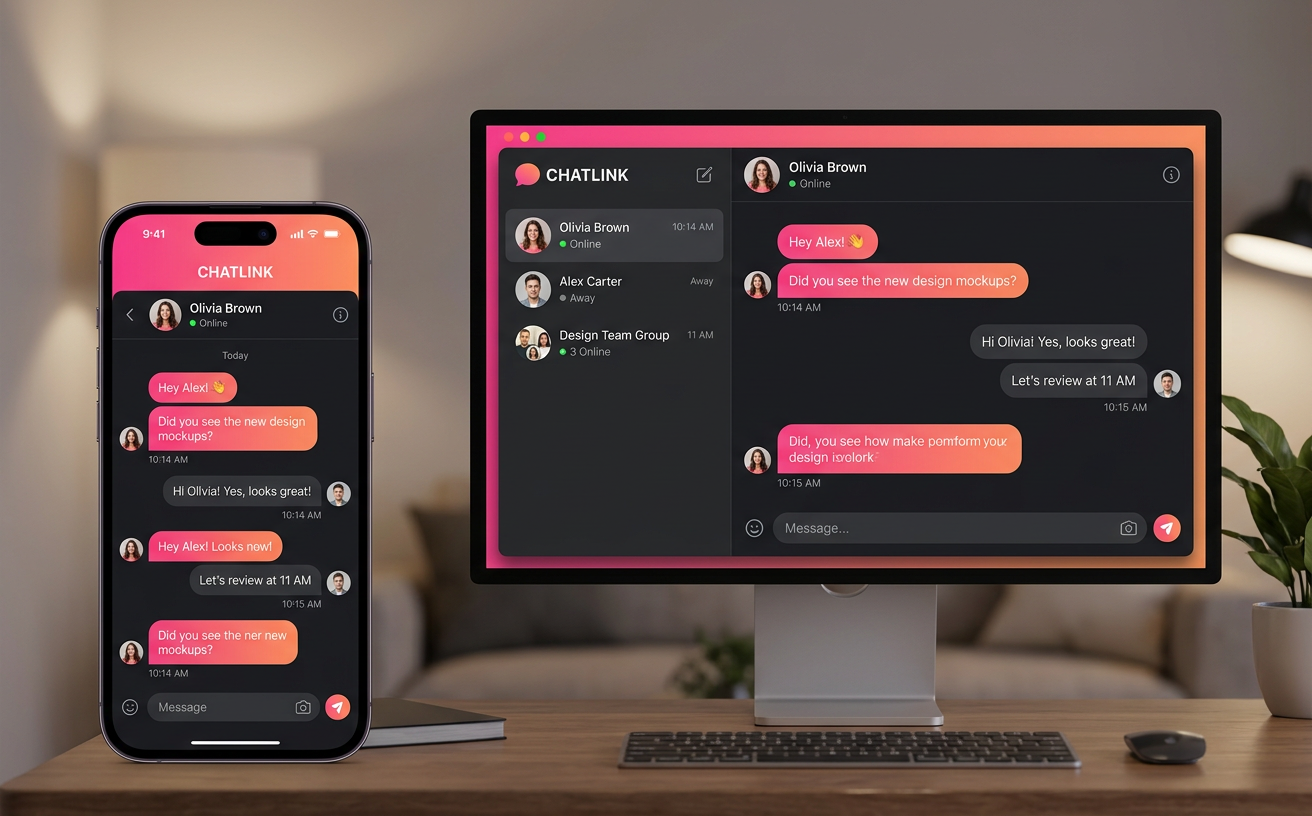 9:41
CHATLINK
Olivia Brown
Online
Today
Hey Alex! 👋
Did you see the new design
mockups?
10:14 AM
Hi Olivia! Yes, looks great!
10:14 AM
Hey Alex! Looks now!
Let's review at 11 AM
10:15 AM
Did you see the ner new
mockups?
10:14 AM
Message
CHATLINK
Olivia Brown
10:14 AM
Online
Alex Carter
Away
Away
Design Team Group
11 AM
3 Online
Olivia Brown
Online
Hey Alex! 👋
Did you see the new design mockups?
10:14 AM
Hi Olivia! Yes, looks great!
Let's review at 11 AM
10:15 AM
Did, you see how make your
design
10:15 AM
Message...